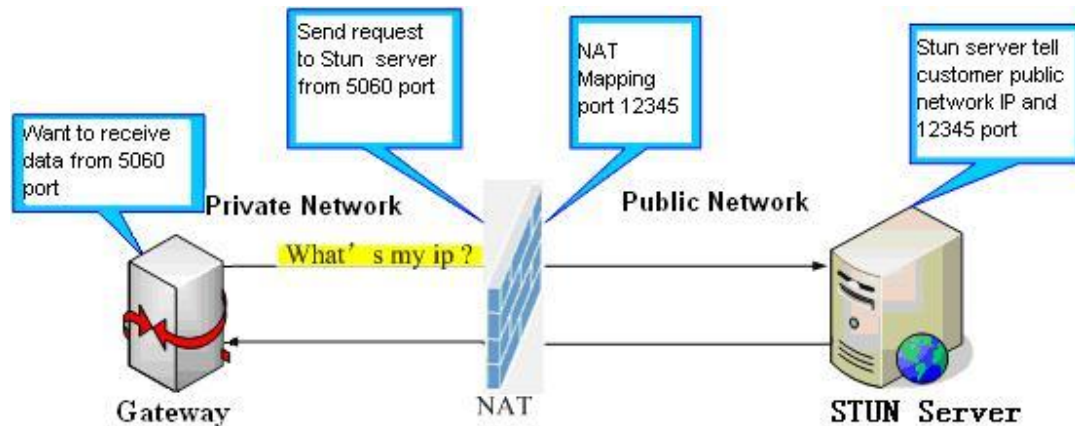 Send request
to Stun server
from 5060 port
NAT
Mapping
port 12345
Stun server tell
customer public
network IP and
12345 port
Want to receive
data from 5060
port
Private Network
Public Network
What's my ip ?
Gateway
NAT
STUN Server